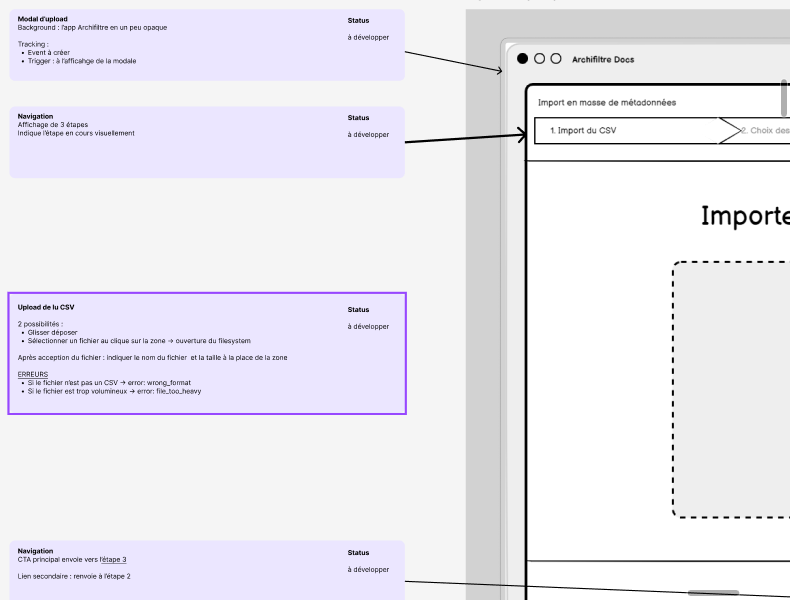 Modal d'upload
Background : l'app Archifiltre en un peu opaque
Tracking :
• Event à créer
• Trigger : à l'afficahge de la modale
Status
à développer
Navigation
Affichage de 3 étapes
Indique l'étape en cours visuellement
Status
à développer
Upload de lu CSV
2 possibilités :
• Glisser déposer
• Sélectionner un fichier au clique sur la zone → ouverture du filesystem
Après acception du fichier : indiquer le nom du fichier et la taille à la place de la zone
ERREURS
• Si le fichier n'est pas un CSV → error: wrong_format
• Si le fichier est trop volumineux → error: file_too_heavy
Status
à développer
Navigation
CTA principal envoie vers l'étape 3
Lien secondaire : renvoie à l'étape 2
Status
à développer
Archifiltre Docs
Import en masse de métadonnées
1. Import du CSV
2. Choix des
Importe